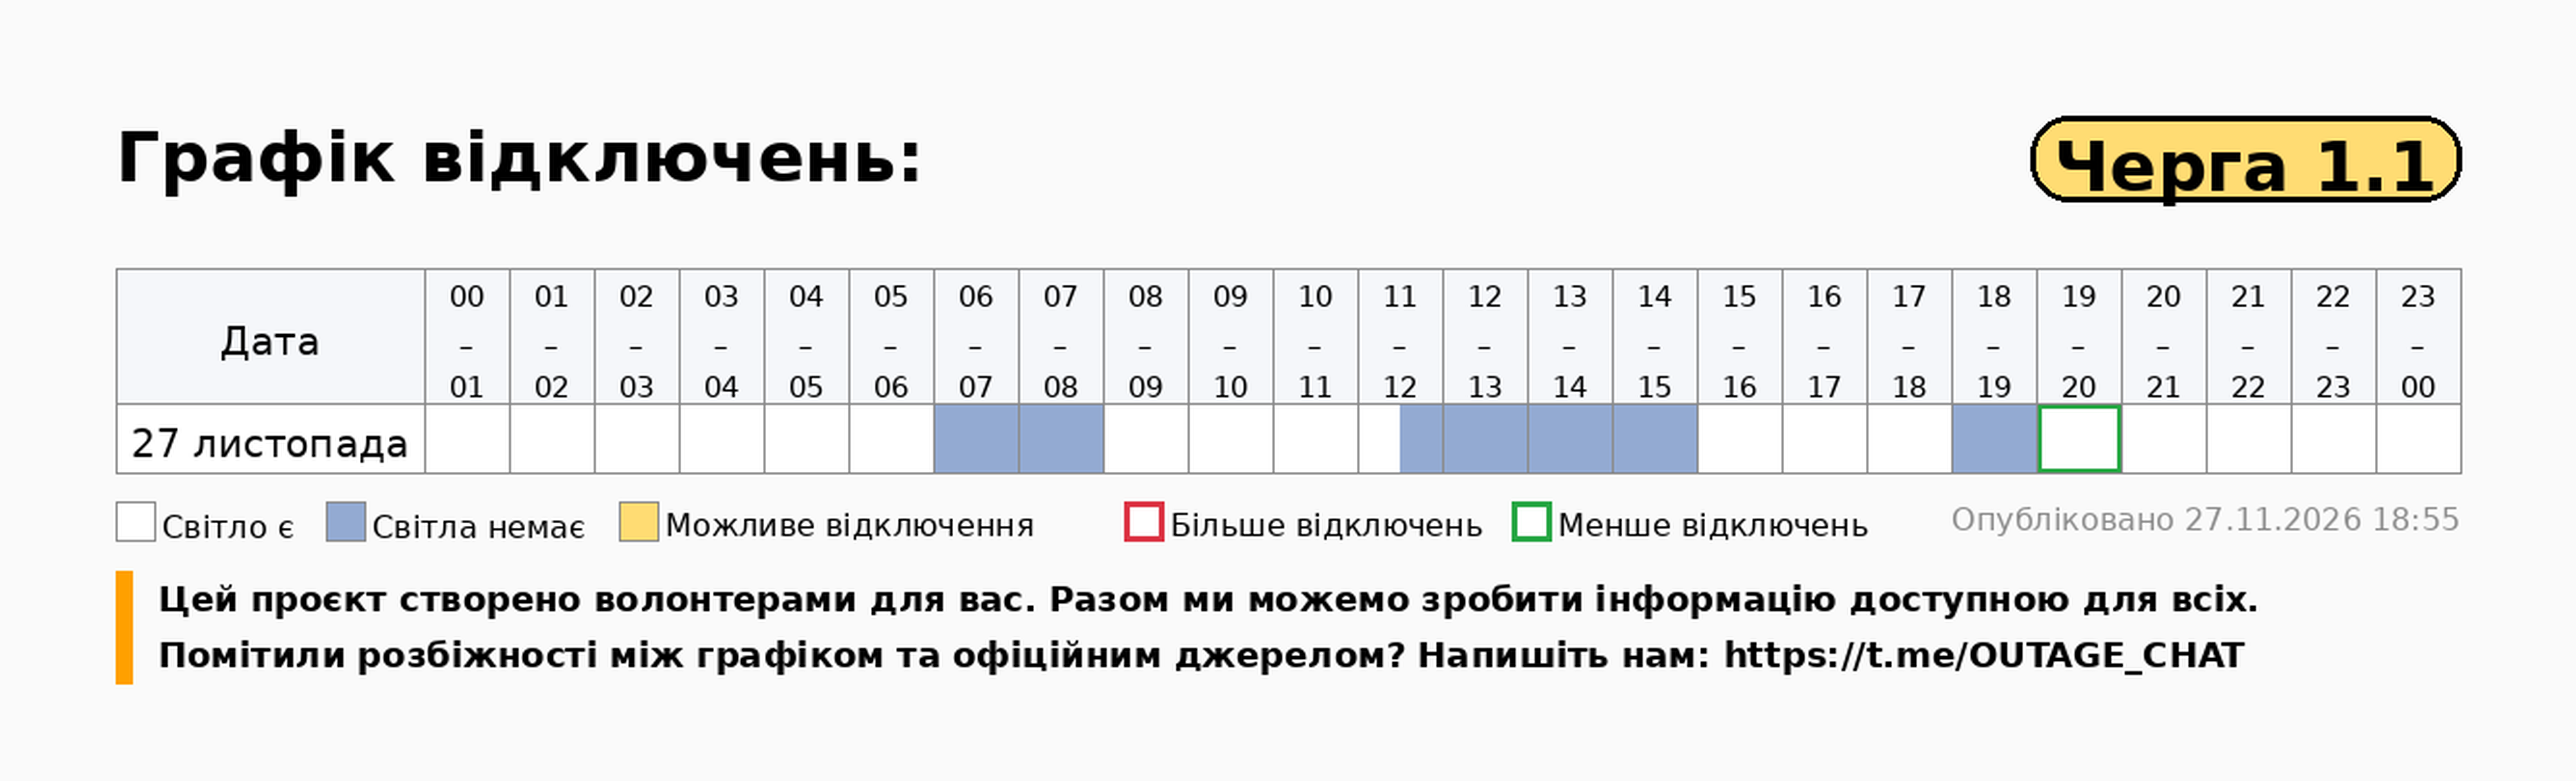 Графік відключень:
Черга 1.1
Дата 00 – 01 01 – 02 02 – 03 03 – 04 04 – 05 05 – 06 06 – 07 07 – 08 08 – 09 09 – 10 10 – 11 11 – 12 12 – 13 13 – 14 14 – 15 15 – 16 16 – 17 17 – 18 18 – 19 19 – 20 20 – 21 21 – 22 22 – 23 23 – 00
27 листопада
Світло є Світла немає Можливе відключення Більше відключень Менше відключень Опубліковано 27.11.2026 18:55
Цей проєкт створено волонтерами для вас. Разом ми можемо зробити інформацію доступною для всіх.
Помітили розбіжності між графіком та офіційним джерелом? Напишіть нам: https://t.me/OUTAGE_CHAT